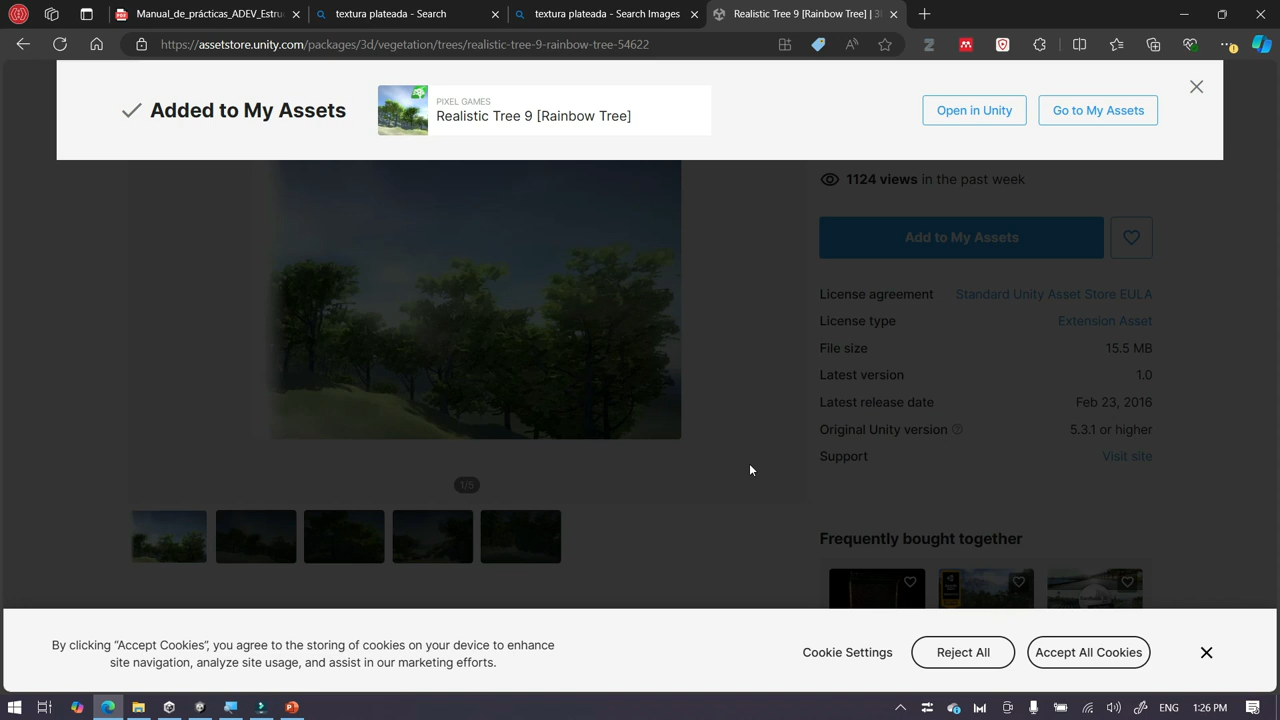 Manual_de_prácticas_ADEV_Estru
textura plateada - Search
textura plateada - Search Images
Realistic Tree 9 [Rainbow Tree] | 3
https://assetstore.unity.com/packages/3d/vegetation/trees/realistic-tree-9-rainbow-tree-54622
Added to My Assets
PIXEL GAMES
Realistic Tree 9 [Rainbow Tree]
Open in Unity
Go to My Assets
1124 views in the past week
Add to My Assets
License agreement Standard Unity Asset Store EULA
License type Extension Asset
File size 15.5 MB
Latest version 1.0
Latest release date Feb 23, 2016
Original Unity version 5.3.1 or higher
Support Visit site
1/5
Frequently bought together
By clicking “Accept Cookies”, you agree to the storing of cookies on your device to enhance
site navigation, analyze site usage, and assist in our marketing efforts.
Cookie Settings
Reject All
Accept All Cookies
ENG 1:26 PM